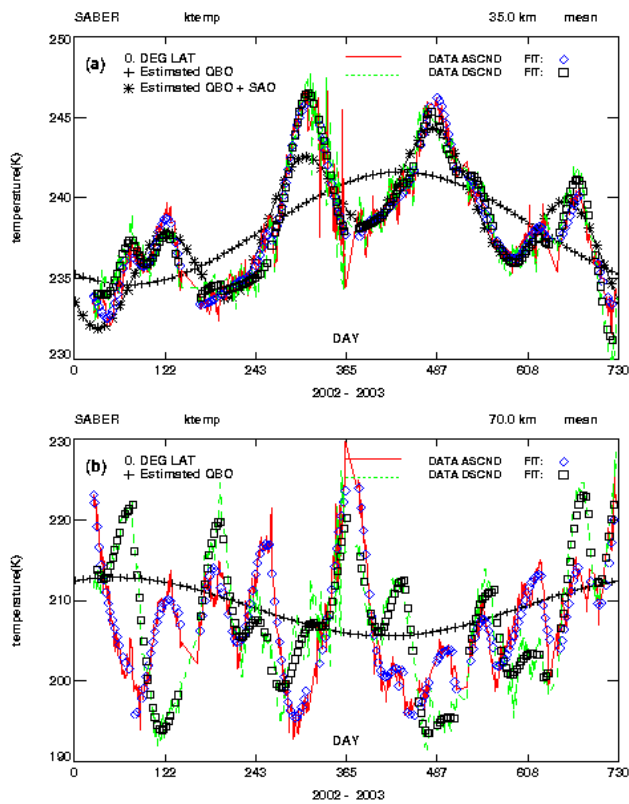 SABER ktemp 35.0 km mean
250
(a) 0. DEG LAT DATA ASCND FIT:
Estimated QBO DATA DSCND FIT:
Estimated QBO + SAO
245
240
temperature(K)
235
230
DAY
0 122 243 365 487 608 730
2002 - 2003
SABER ktemp 70.0 km mean
230
(b) 0. DEG LAT DATA ASCND FIT:
Estimated QBO DATA DSCND FIT:
220
210
temperature(K)
200
190
DAY
0 122 243 365 487 608 730
2002 - 2003